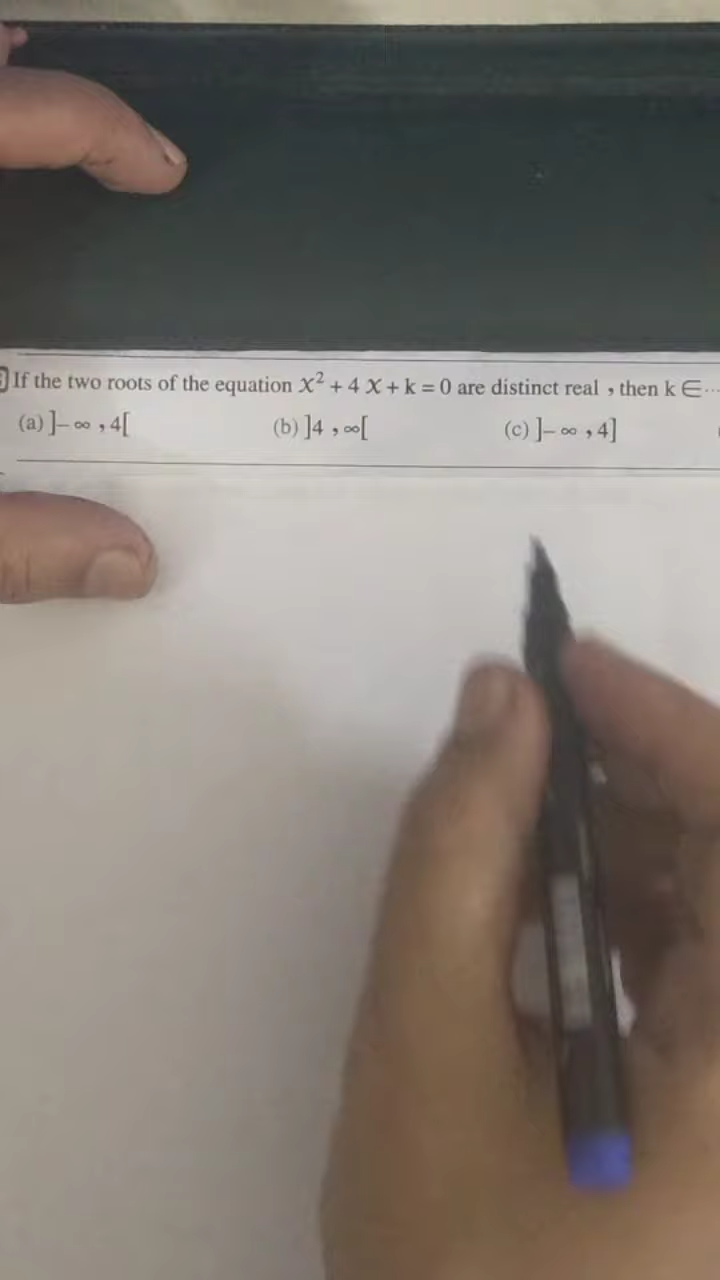 If the two roots of the equation x² + 4 x + k = 0 are distinct real , then k ∈ ...
(a) ]– ∞ , 4[ (b) ]4 , ∞[ (c) ]– ∞ , 4]